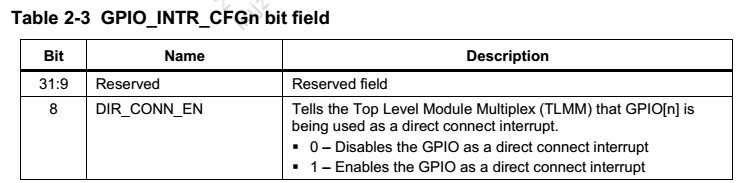 Table 2-3 GPIO_INTR_CFGn bit field
Bit Name Description
31:9 Reserved Reserved field
8 DIR_CONN_EN Tells the Top Level Module Multiplex (TLMM) that GPIO[n] is
being used as a direct connect interrupt.
▪ 0 – Disables the GPIO as a direct connect interrupt
▪ 1 – Enables the GPIO as a direct connect interrupt